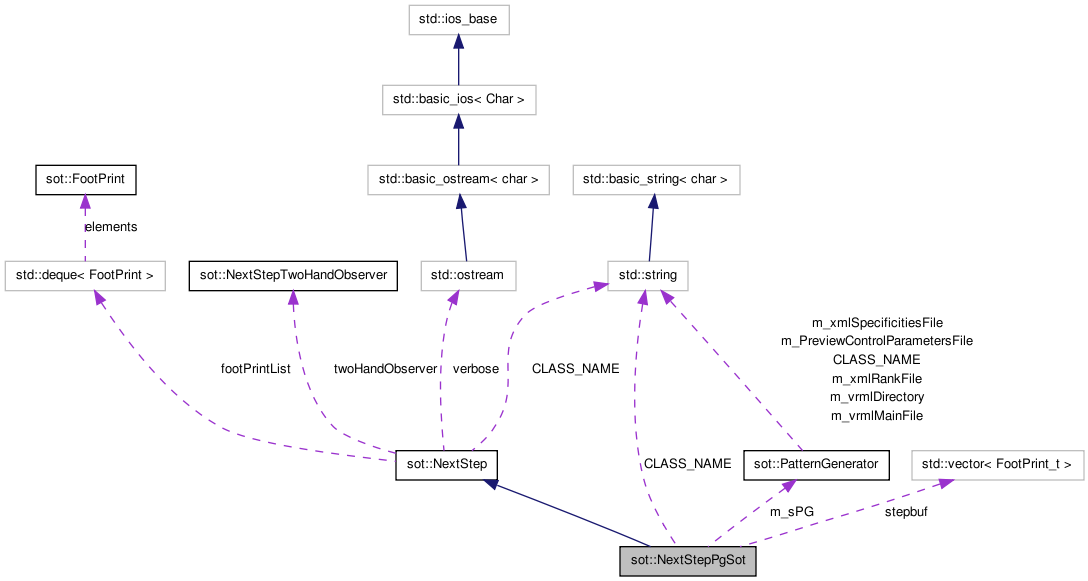 std::ios_base
std::basic_ios< Char >
sot::FootPrint
std::basic_ostream< char >
std::basic_string< char >
elements
std::deque< FootPrint >
sot::NextStepTwoHandObserver
std::ostream
std::string
m_xmlSpecificitiesFile
m_PreviewControlParametersFile
CLASS_NAME
m_xmlRankFile
m_vrmlDirectory
m_vrmlMainFile
footPrintList
twoHandObserver
verbose
CLASS_NAME
sot::NextStep
CLASS_NAME
sot::PatternGenerator
std::vector< FootPrint_t >
m_sPG
stepbuf
sot::NextStepPgSot